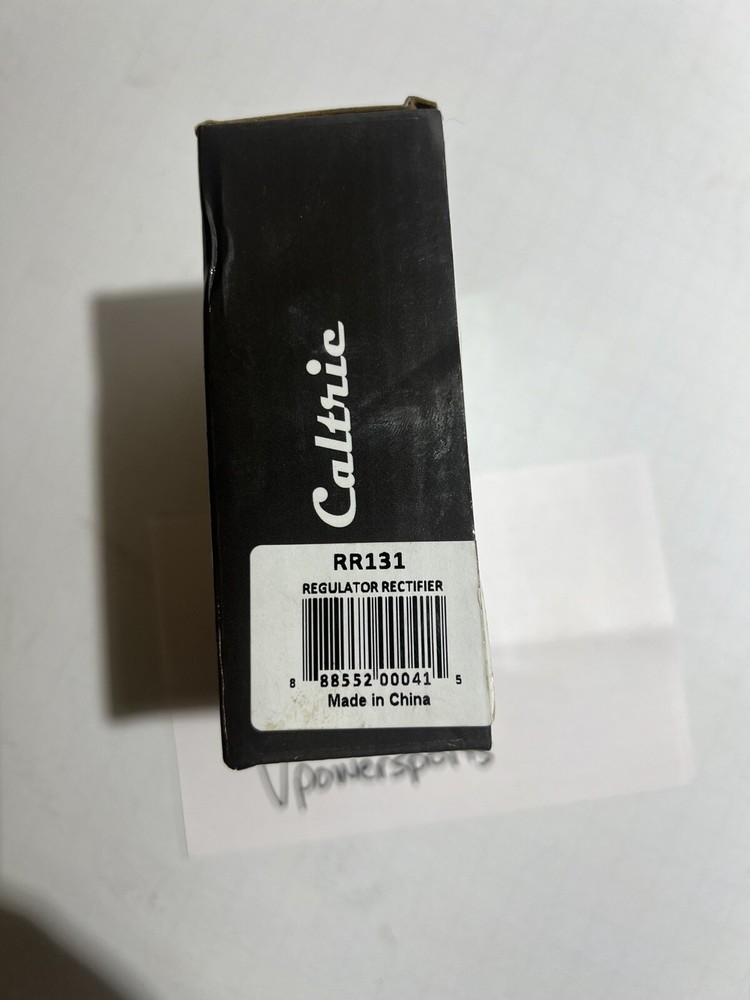 Caltric
RR131
REGULATOR RECTIFIER
8 88552 00041 5
Made in China
Vpowersports